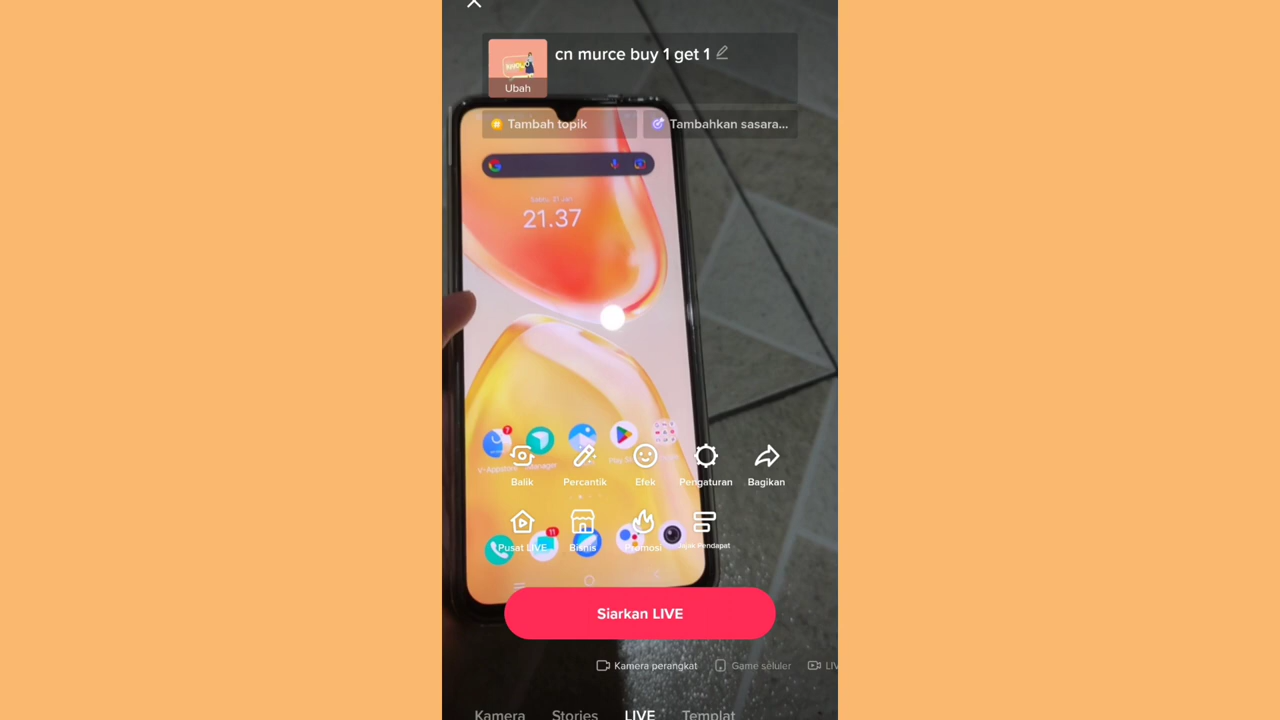 cn murce buy 1 get 1
Ubah
Tambah topik
Tambahkan sasara...
21.37
Balik
Percantik
Efek
Pengaturan
Bagikan
Pusat LIVE
Bisnis
Promosi
Jajak Pendapat
Siarkan LIVE
Kamera perangkat
Game seluler
LIV
Kamera
Stories
LIVE
Templat